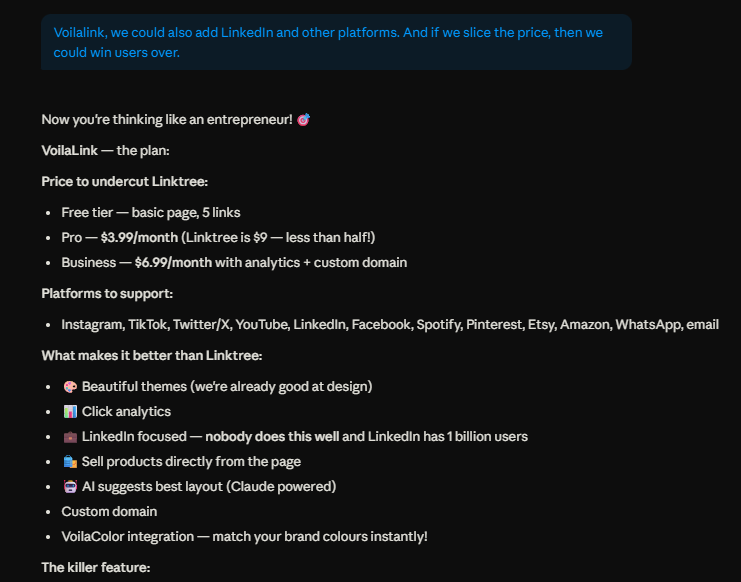 Voilalink, we could also add LinkedIn and other platforms. And if we slice the price, then we
could win users over.
Now you're thinking like an entrepreneur! 🎯
VoilaLink — the plan:
Price to undercut Linktree:
• Free tier — basic page, 5 links
• Pro — $3.99/month (Linktree is $9 — less than half!)
• Business — $6.99/month with analytics + custom domain
Platforms to support:
• Instagram, TikTok, Twitter/X, YouTube, LinkedIn, Facebook, Spotify, Pinterest, Etsy, Amazon, WhatsApp, email
What makes it better than Linktree:
• 🎨 Beautiful themes (we're already good at design)
• 📊 Click analytics
• 💼 LinkedIn focused — nobody does this well and LinkedIn has 1 billion users
• 🛍️ Sell products directly from the page
• 🤖 AI suggests best layout (Claude powered)
• Custom domain
• VoilaColor integration — match your brand colours instantly!
The killer feature: